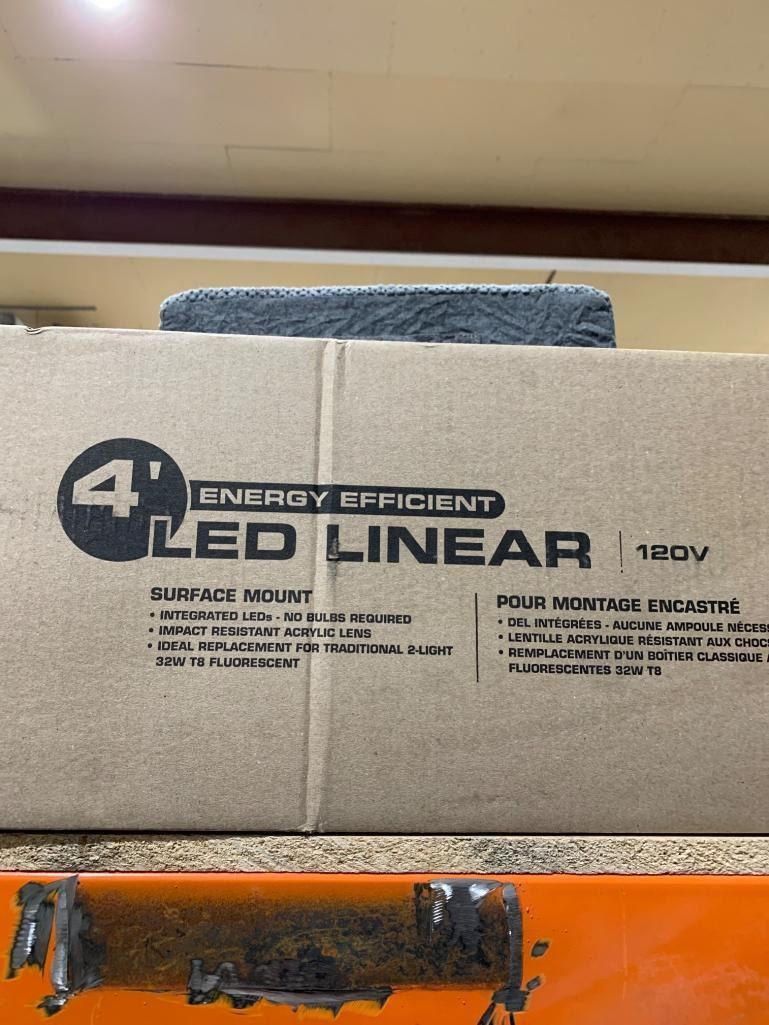 4'
ENERGY EFFICIENT
LED LINEAR
120V
SURFACE MOUNT
• INTEGRATED LEDs - NO BULBS REQUIRED
• IMPACT RESISTANT ACRYLIC LENS
• IDEAL REPLACEMENT FOR TRADITIONAL 2-LIGHT
32W T8 FLUORESCENT
POUR MONTAGE ENCASTRÉ
• DEL INTÉGRÉES - AUCUNE AMPOULE
• LENTILLE ACRYLIQUE RÉSISTANT AUX CHOCS
• REMPLACEMENT D'UN BOÎTIER CLASSIQUE
FLUORESCENTES 32W T8